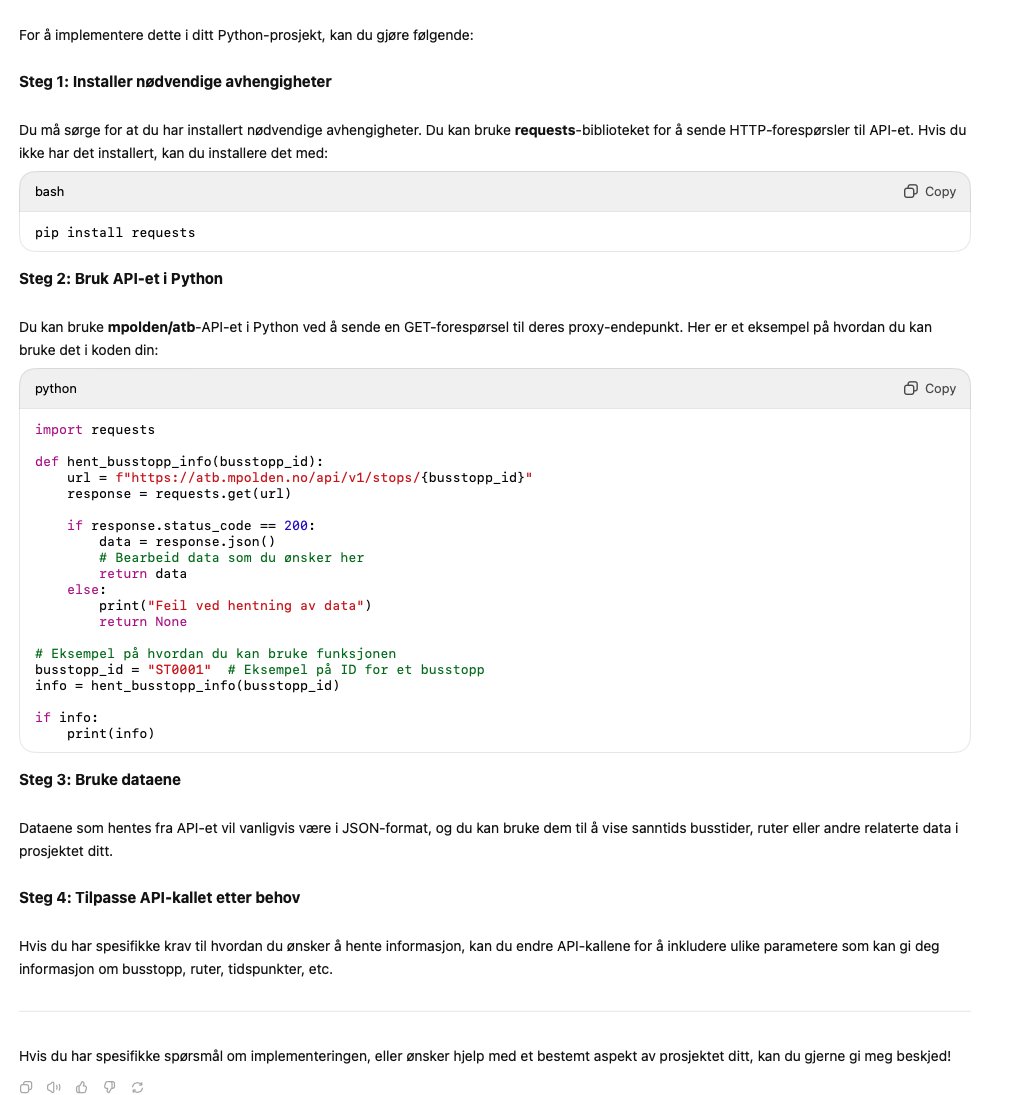 For å implementere dette i ditt Python-prosjekt, kan du gjøre følgende:
Steg 1: Installer nødvendige avhengigheter
Du må sørge for at du har installert nødvendige avhengigheter. Du kan bruke requests-biblioteket for å sende HTTP-forespørsler til API-et. Hvis du
ikke har det installert, kan du installere det med:
bash
Copy
pip install requests
Steg 2: Bruk API-et i Python
Du kan bruke mpolden/atb-API-et i Python ved å sende en GET-forespørsel til deres proxy-endepunkt. Her er et eksempel på hvordan du kan
bruke det i koden din:
python
Copy
import requests
def hent_busstopp_info(busstopp_id):
    url = f"https://atb.mpolden.no/api/v1/stops/{busstopp_id}"
    response = requests.get(url)
    if response.status_code == 200:
        data = response.json()
        # Bearbeid data som du ønsker her
        return data
    else:
        print("Feil ved hentning av data")
        return None
# Eksempel på hvordan du kan bruke funksjonen
busstopp_id = "ST0001"  # Eksempel på ID for et busstopp
info = hent_busstopp_info(busstopp_id)
if info:
    print(info)
Steg 3: Bruke dataene
Dataene som hentes fra API-et vil vanligvis være i JSON-format, og du kan bruke dem til å vise sanntids busstider, ruter eller andre relaterte data i
prosjektet ditt.
Steg 4: Tilpasse API-kallet etter behov
Hvis du har spesifikke krav til hvordan du ønsker å hente informasjon, kan du endre API-kallene for å inkludere ulike parametere som kan gi deg
informasjon om busstopp, ruter, tidspunkter, etc.
Hvis du har spesifikke spørsmål om implementeringen, eller ønsker hjelp med et bestemt aspekt av prosjektet ditt, kan du gjerne gi meg beskjed!